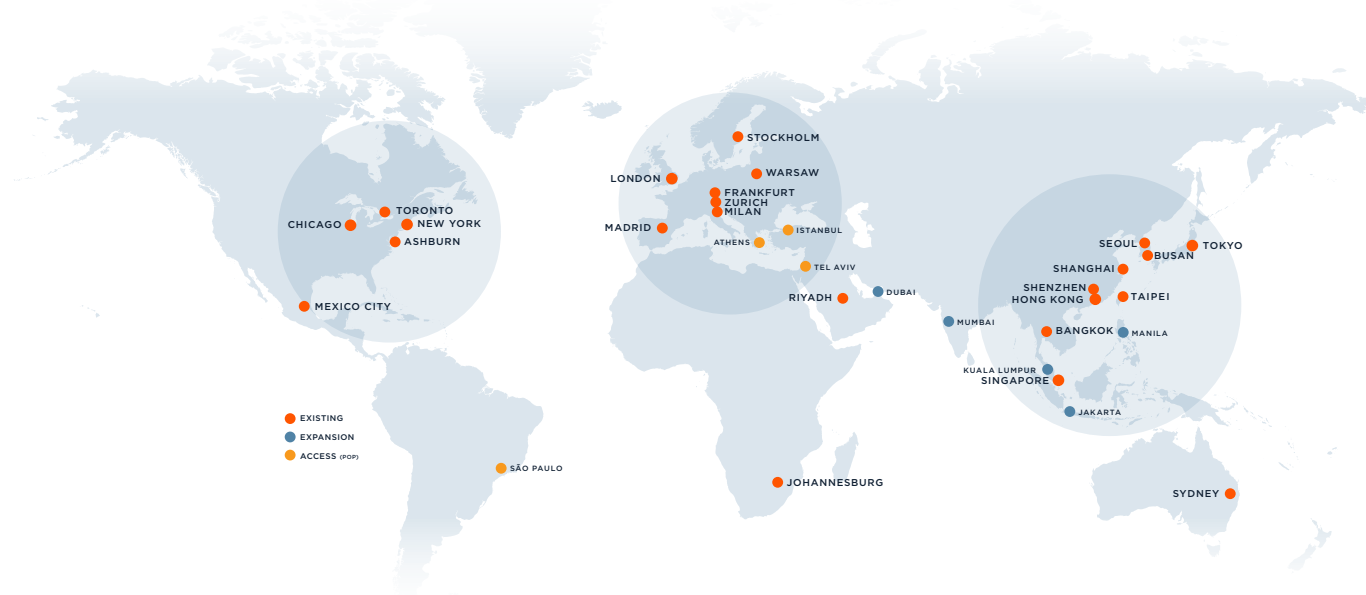 STOCKHOLM
WARSAW
LONDON
FRANKFURT
ZURICH
MILAN
MADRID
ISTANBUL
ATHENS
TEL AVIV
RIYADH
DUBAI
TORONTO
CHICAGO
NEW YORK
ASHBURN
MEXICO CITY
SEOUL
TOKYO
BUSAN
SHANGHAI
SHENZHEN
HONG KONG
TAIPEI
MUMBAI
BANGKOK
MANILA
KUALA LUMPUR
SINGAPORE
JAKARTA
EXISTING
EXPANSION
ACCESS (POP)
SÃO PAULO
JOHANNESBURG
SYDNEY